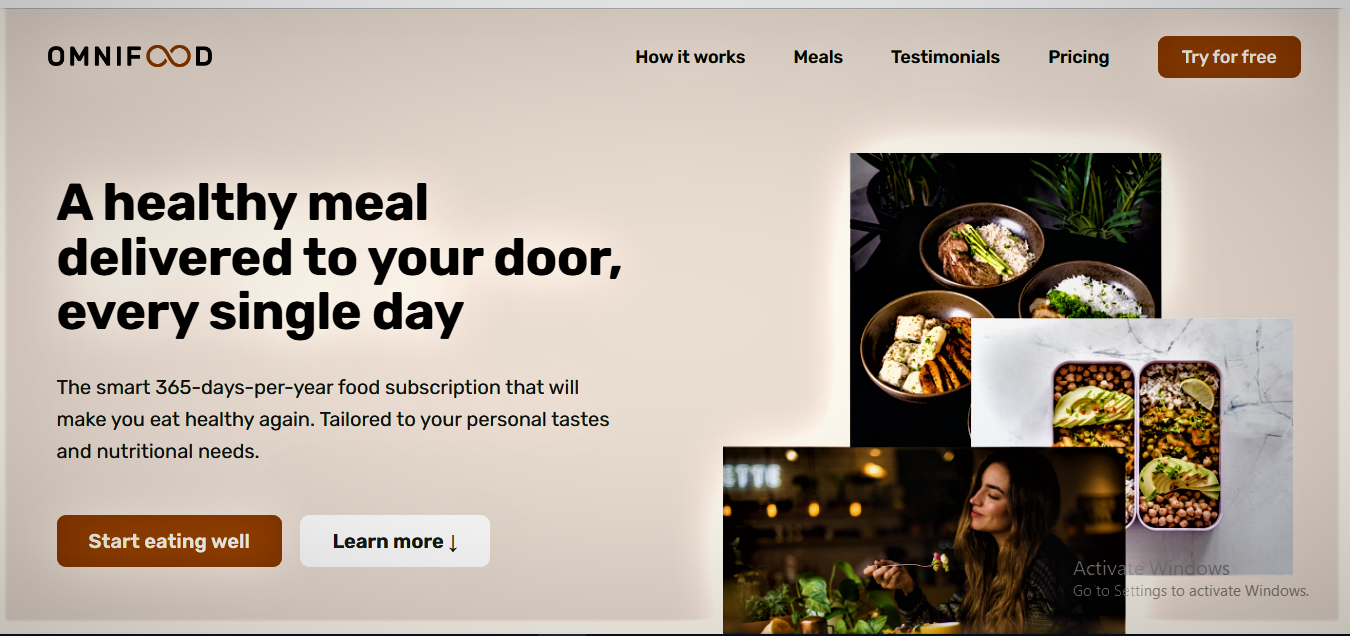 OMNIFOOD
How it works Meals Testimonials Pricing Try for free
A healthy meal
delivered to your door,
every single day
The smart 365-days-per-year food subscription that will
make you eat healthy again. Tailored to your personal tastes
and nutritional needs.
Start eating well Learn more ↓
Activate Windows
Go to Settings to activate Windows.